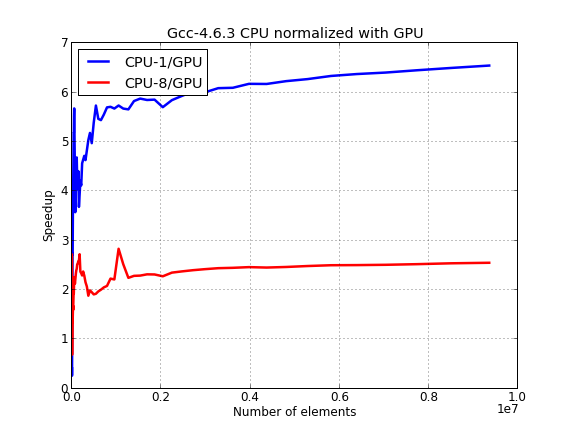 Gcc-4.6.3 CPU normalized with GPU
CPU-1/GPU
CPU-8/GPU
Speedup
7
6
5
4
3
2
1
0
0.0 0.2 0.4 0.6 0.8 1.0
1e7
Number of elements